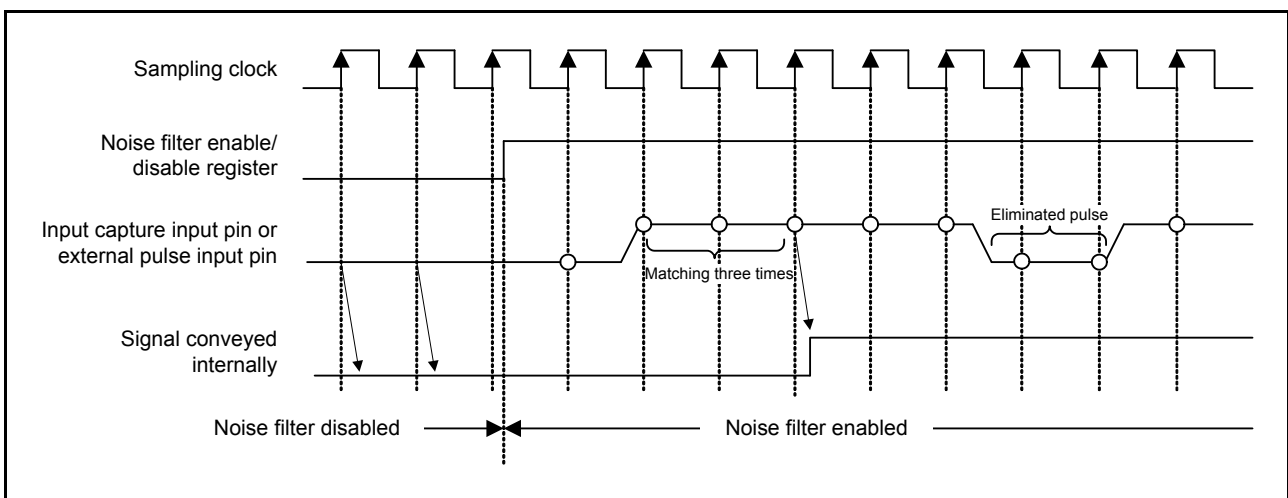 Sampling clock
Noise filter enable/
disable register
Input capture input pin or
external pulse input pin
Eliminated pulse
Matching three times
Signal conveyed
internally
Noise filter disabled
Noise filter enabled